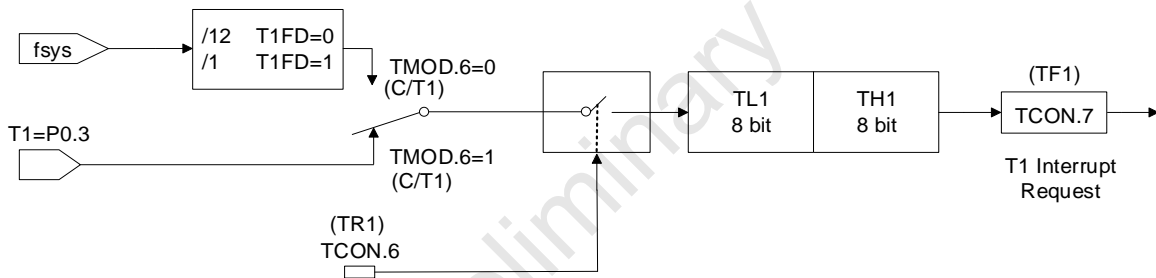 fsys
/12 T1FD=0
/1 T1FD=1
TMOD.6=0
(C/T1)
T1=P0.3
TMOD.6=1
(C/T1)
(TR1)
TCON.6
TL1
8 bit
TH1
8 bit
(TF1)
TCON.7
T1 Interrupt
Request